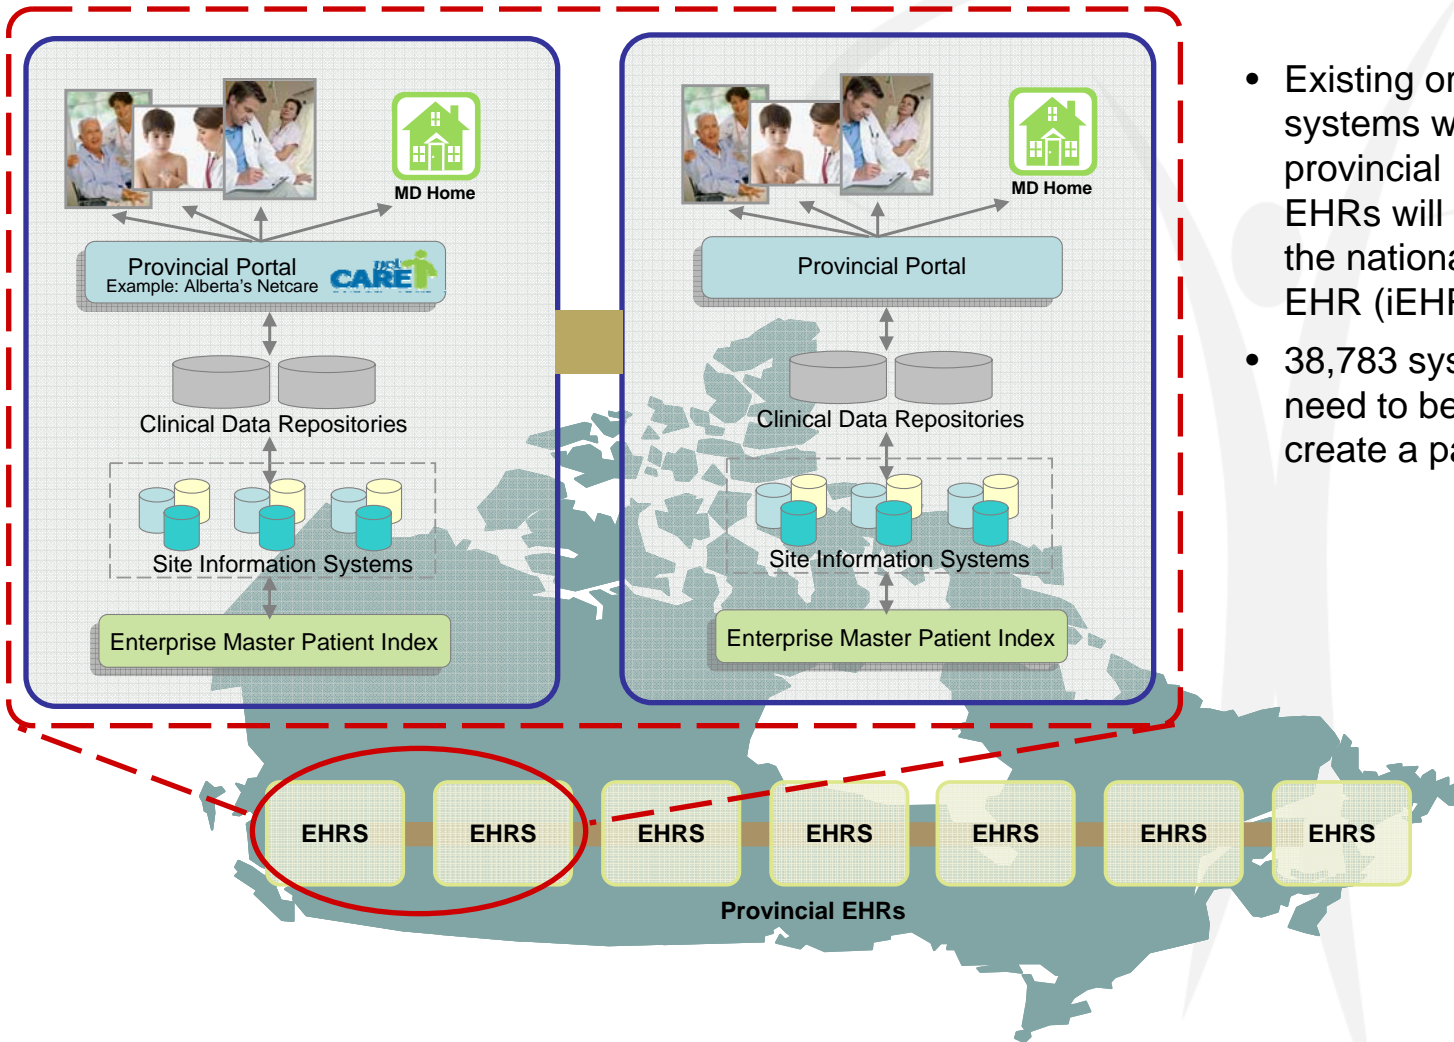 MD Home
Provincial Portal
Example: Alberta's Netcare
CARE
Clinical Data Repositories
Site Information Systems
Enterprise Master Patient Index
MD Home
Provincial Portal
Clinical Data Repositories
Site Information Systems
Enterprise Master Patient Index
• Existing or
systems w
provincial
EHRs will
the nationa
EHR (iEHR
• 38,783 sys
need to be
create a pa
EHRS EHRS EHRS EHRS EHRS EHRS EHRS
Provincial EHRs